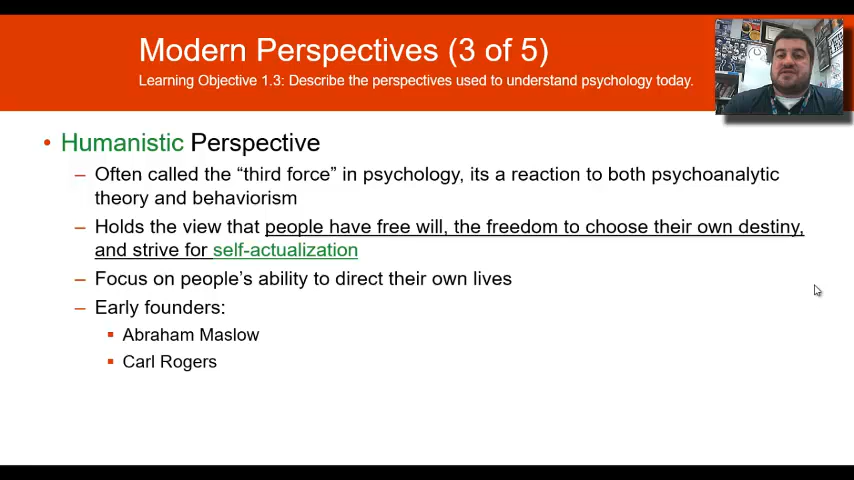 Modern Perspectives (3 of 5)
Learning Objective 1.3: Describe the perspectives used to understand psychology today.
• Humanistic Perspective
– Often called the “third force” in psychology, its a reaction to both psychoanalytic
theory and behaviorism
– Holds the view that people have free will, the freedom to choose their own destiny,
and strive for self-actualization
– Focus on people’s ability to direct their own lives
– Early founders:
▪ Abraham Maslow
▪ Carl Rogers